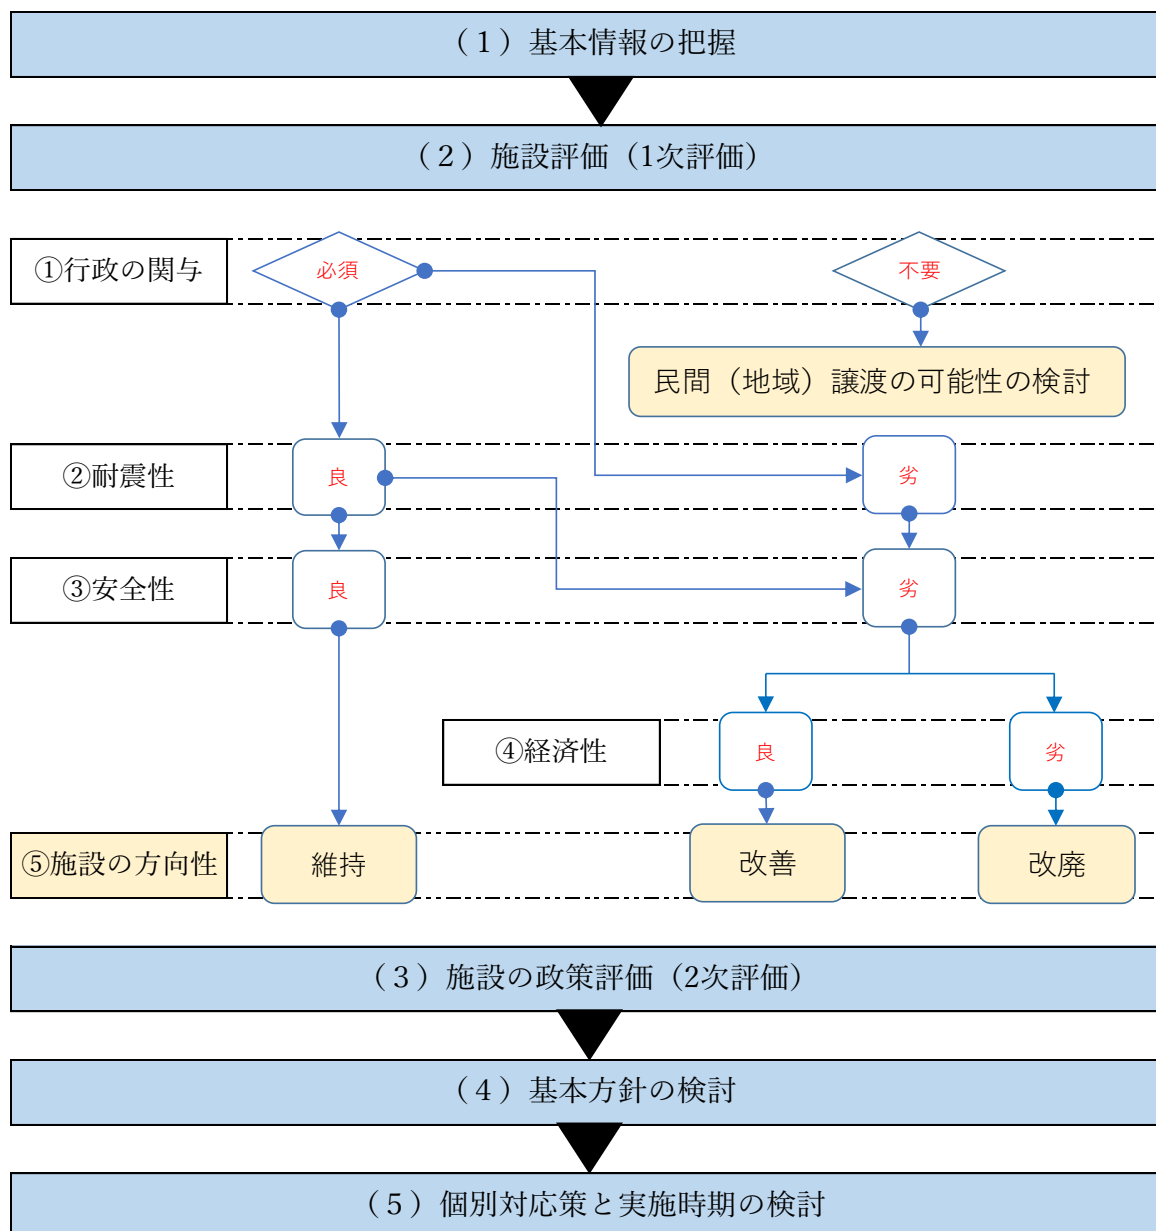 （１）基本情報の把握
（２）施設評価（1次評価）
①行政の関与
必須
不要
民間（地域）譲渡の可能性の検討
②耐震性
良
劣
③安全性
良
劣
④経済性
良
劣
⑤施設の方向性
維持
改善
改廃
（３）施設の政策評価（2次評価）
（４）基本方針の検討
（５）個別対応策と実施時期の検討